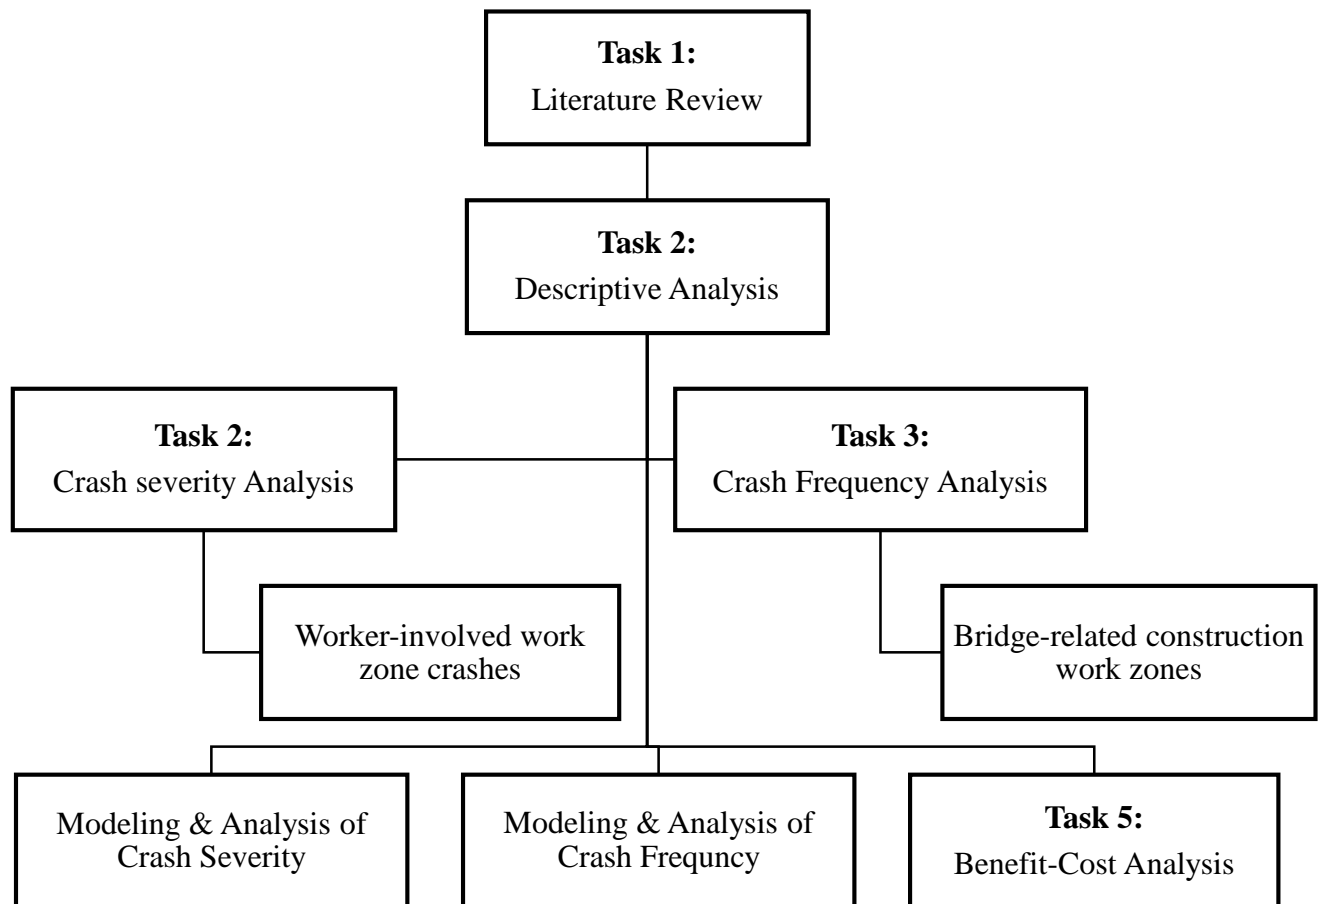 Task 1:
Literature Review
Task 2:
Descriptive Analysis
Task 2:
Crash severity Analysis
Task 3:
Crash Frequency Analysis
Worker-involved work
zone crashes
Bridge-related construction
work zones
Modeling & Analysis of
Crash Severity
Modeling & Analysis of
Crash Frequncy
Task 5:
Benefit-Cost Analysis